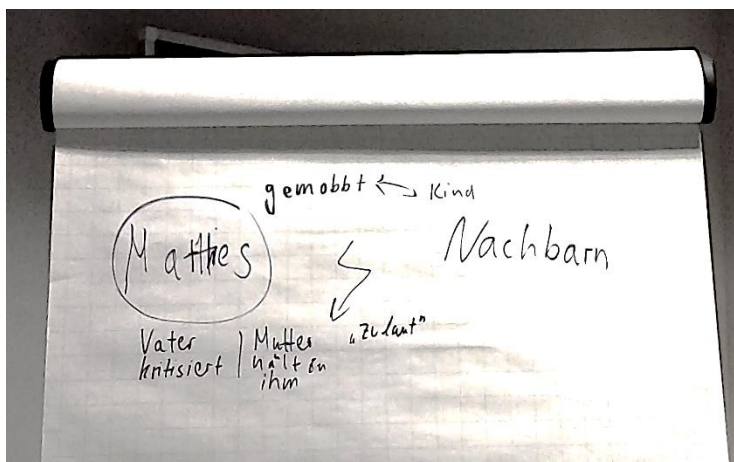 gemobbt ↔ Kind
Matthes
Nachbarn
„Zu laut"
Vater | Mutter
kritisiert | hält zu
ihm